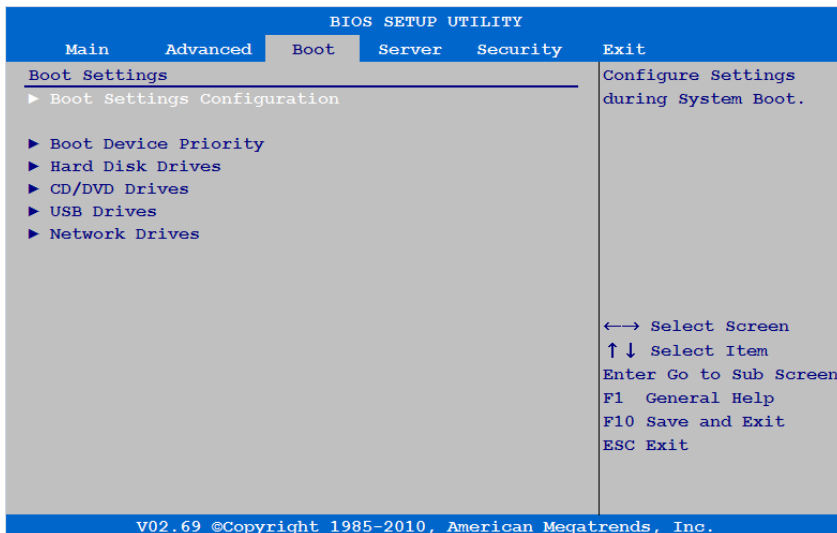 BIOS SETUP UTILITY
Main Advanced Boot Server Security Exit
Boot Settings
▶ Boot Settings Configuration
▶ Boot Device Priority
▶ Hard Disk Drives
▶ CD/DVD Drives
▶ USB Drives
▶ Network Drives
Configure Settings
during System Boot.
←→ Select Screen
↑↓ Select Item
Enter Go to Sub Screen
F1 General Help
F10 Save and Exit
ESC Exit
V02.69 ©Copyright 1985-2010, American Megatrends, Inc.